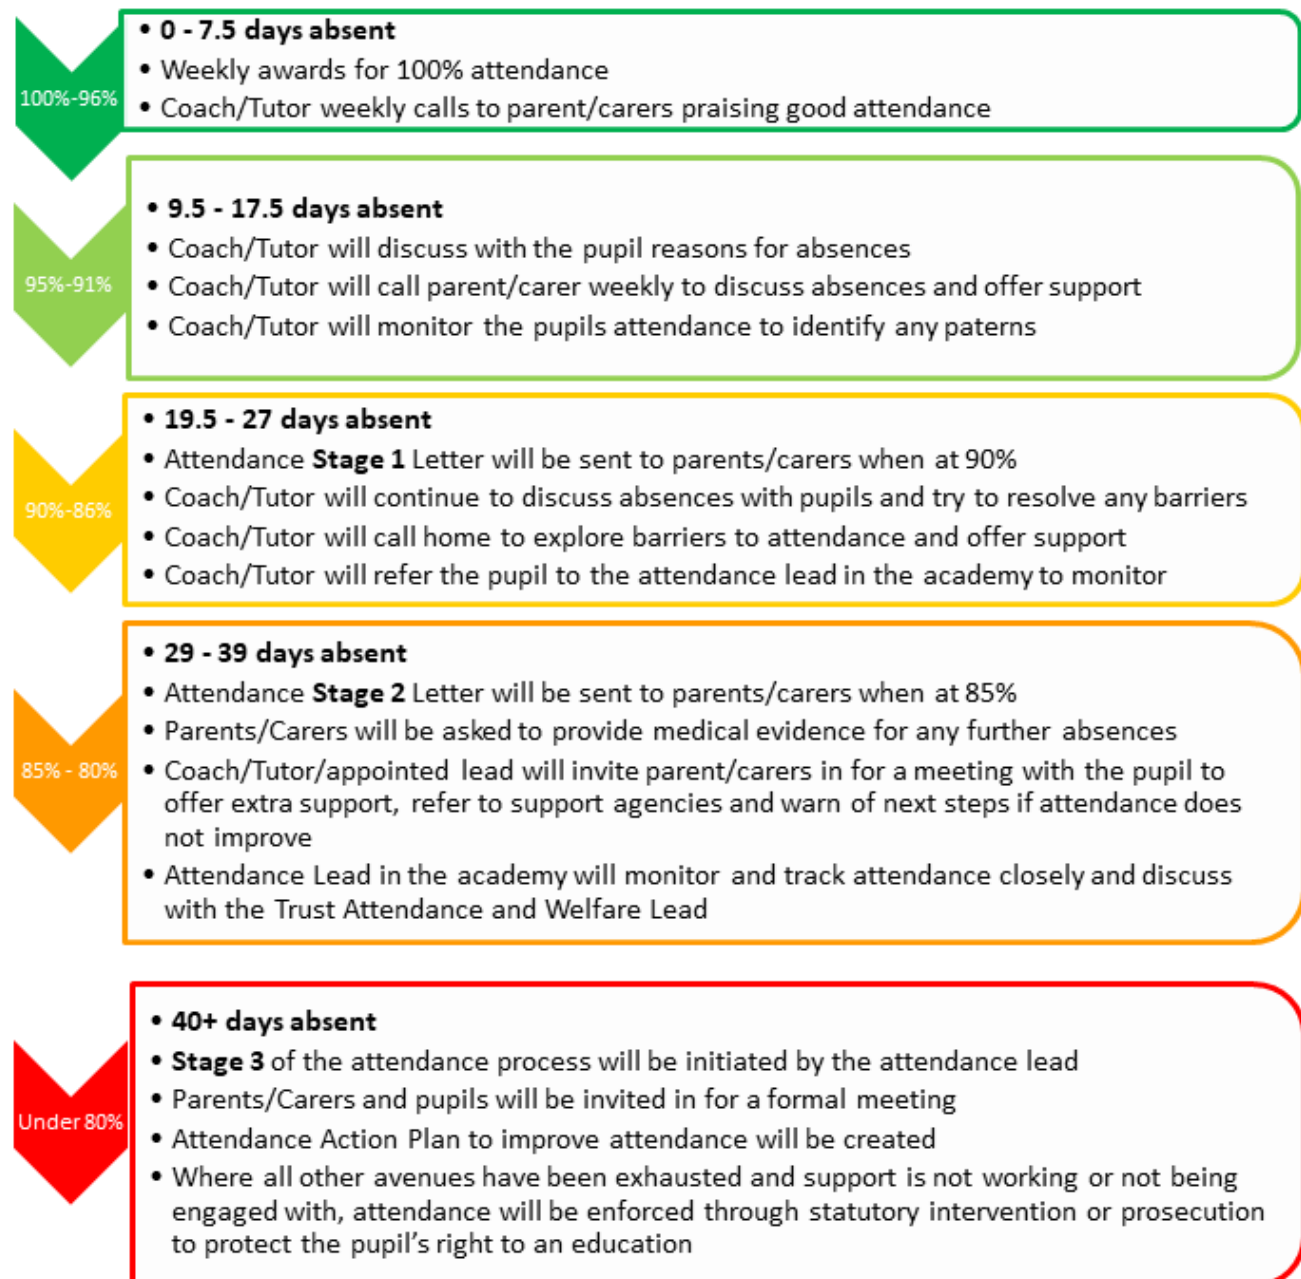 100%-96%
• 0 - 7.5 days absent
• Weekly awards for 100% attendance
• Coach/Tutor weekly calls to parent/carers praising good attendance
95%-91%
• 9.5 - 17.5 days absent
• Coach/Tutor will discuss with the pupil reasons for absences
• Coach/Tutor will call parent/carer weekly to discuss absences and offer support
• Coach/Tutor will monitor the pupils attendance to identify any paterns
90%-86%
• 19.5 - 27 days absent
• Attendance Stage 1 Letter will be sent to parents/carers when at 90%
• Coach/Tutor will continue to discuss absences with pupils and try to resolve any barriers
• Coach/Tutor will call home to explore barriers to attendance and offer support
• Coach/Tutor will refer the pupil to the attendance lead in the academy to monitor
85% - 80%
• 29 - 39 days absent
• Attendance Stage 2 Letter will be sent to parents/carers when at 85%
• Parents/Carers will be asked to provide medical evidence for any further absences
• Coach/Tutor/appointed lead will invite parent/carers in for a meeting with the pupil to
offer extra support, refer to support agencies and warn of next steps if attendance does
not improve
• Attendance Lead in the academy will monitor and track attendance closely and discuss
with the Trust Attendance and Welfare Lead
Under 80%
• 40+ days absent
• Stage 3 of the attendance process will be initiated by the attendance lead
• Parents/Carers and pupils will be invited in for a formal meeting
• Attendance Action Plan to improve attendance will be created
• Where all other avenues have been exhausted and support is not working or not being
engaged with, attendance will be enforced through statutory intervention or prosecution
to protect the pupil's right to an education